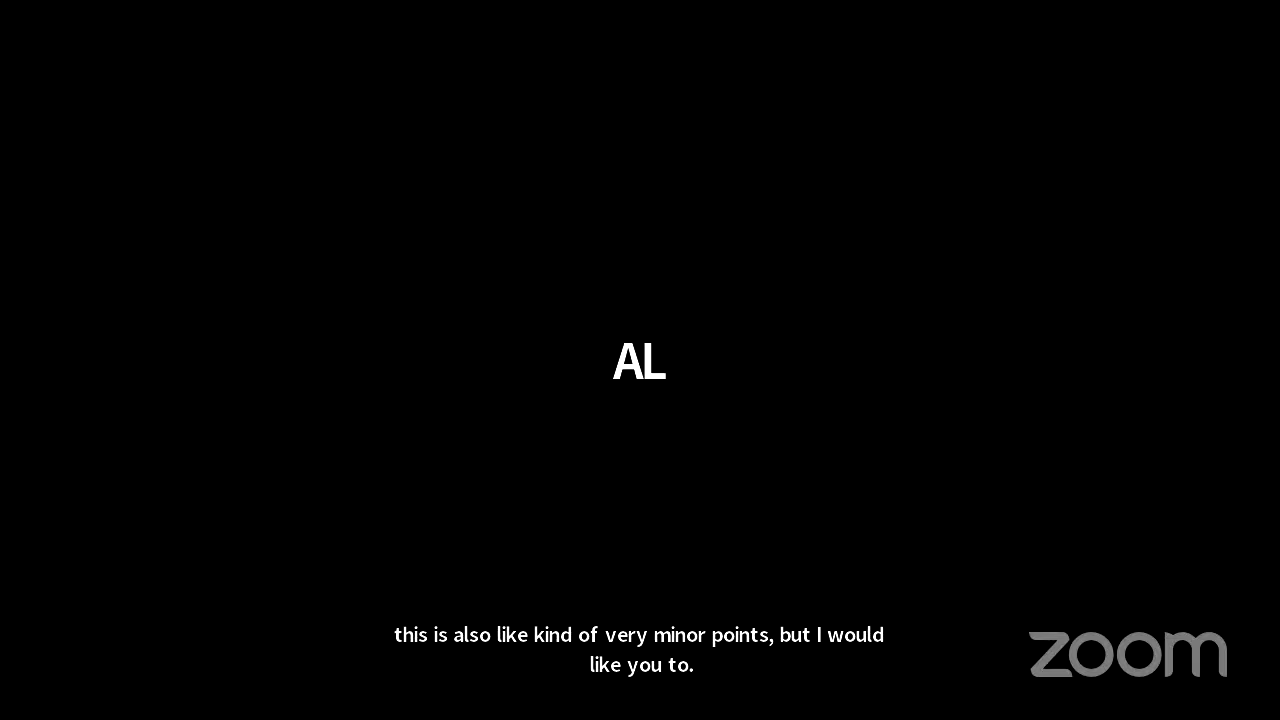 AL
this is also like kind of very minor points, but I would
like you to.
zoom